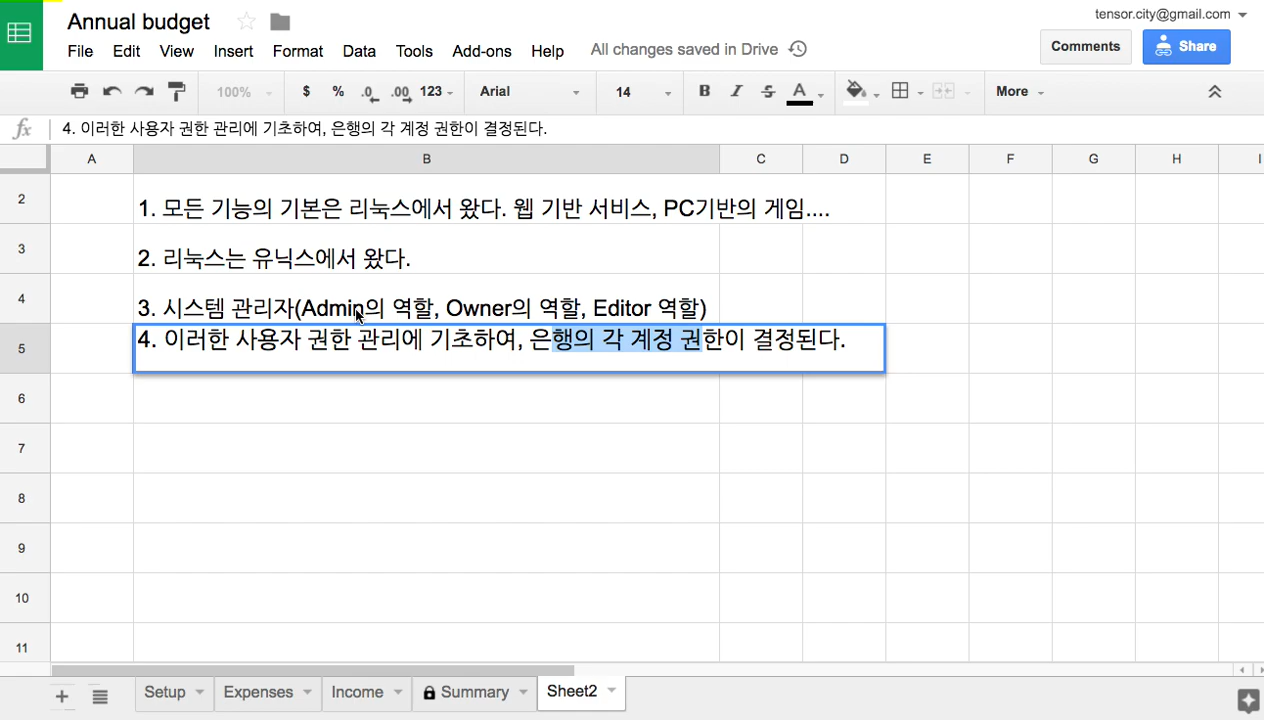 Annual budget
tensor.city@gmail.com
File Edit View Insert Format Data Tools Add-ons Help All changes saved in Drive
Comments Share
100% $ % .0 .00 123 Arial 14 B I S A More
fx 4. 이러한 사용자 권한 관리에 기초하여, 은행의 각 계정 권한이 결정된다.
A B C D E F G H I
2 1. 모든 기능의 기본은 리눅스에서 왔다. 웹 기반 서비스, PC기반의 게임....
3 2. 리눅스는 유닉스에서 왔다.
4 3. 시스템 관리자(Admin의 역할, Owner의 역할, Editor 역할)
5 4. 이러한 사용자 권한 관리에 기초하여, 은행의 각 계정 권한이 결정된다.
6
7
8
9
10
11
Setup Expenses Income Summary Sheet2